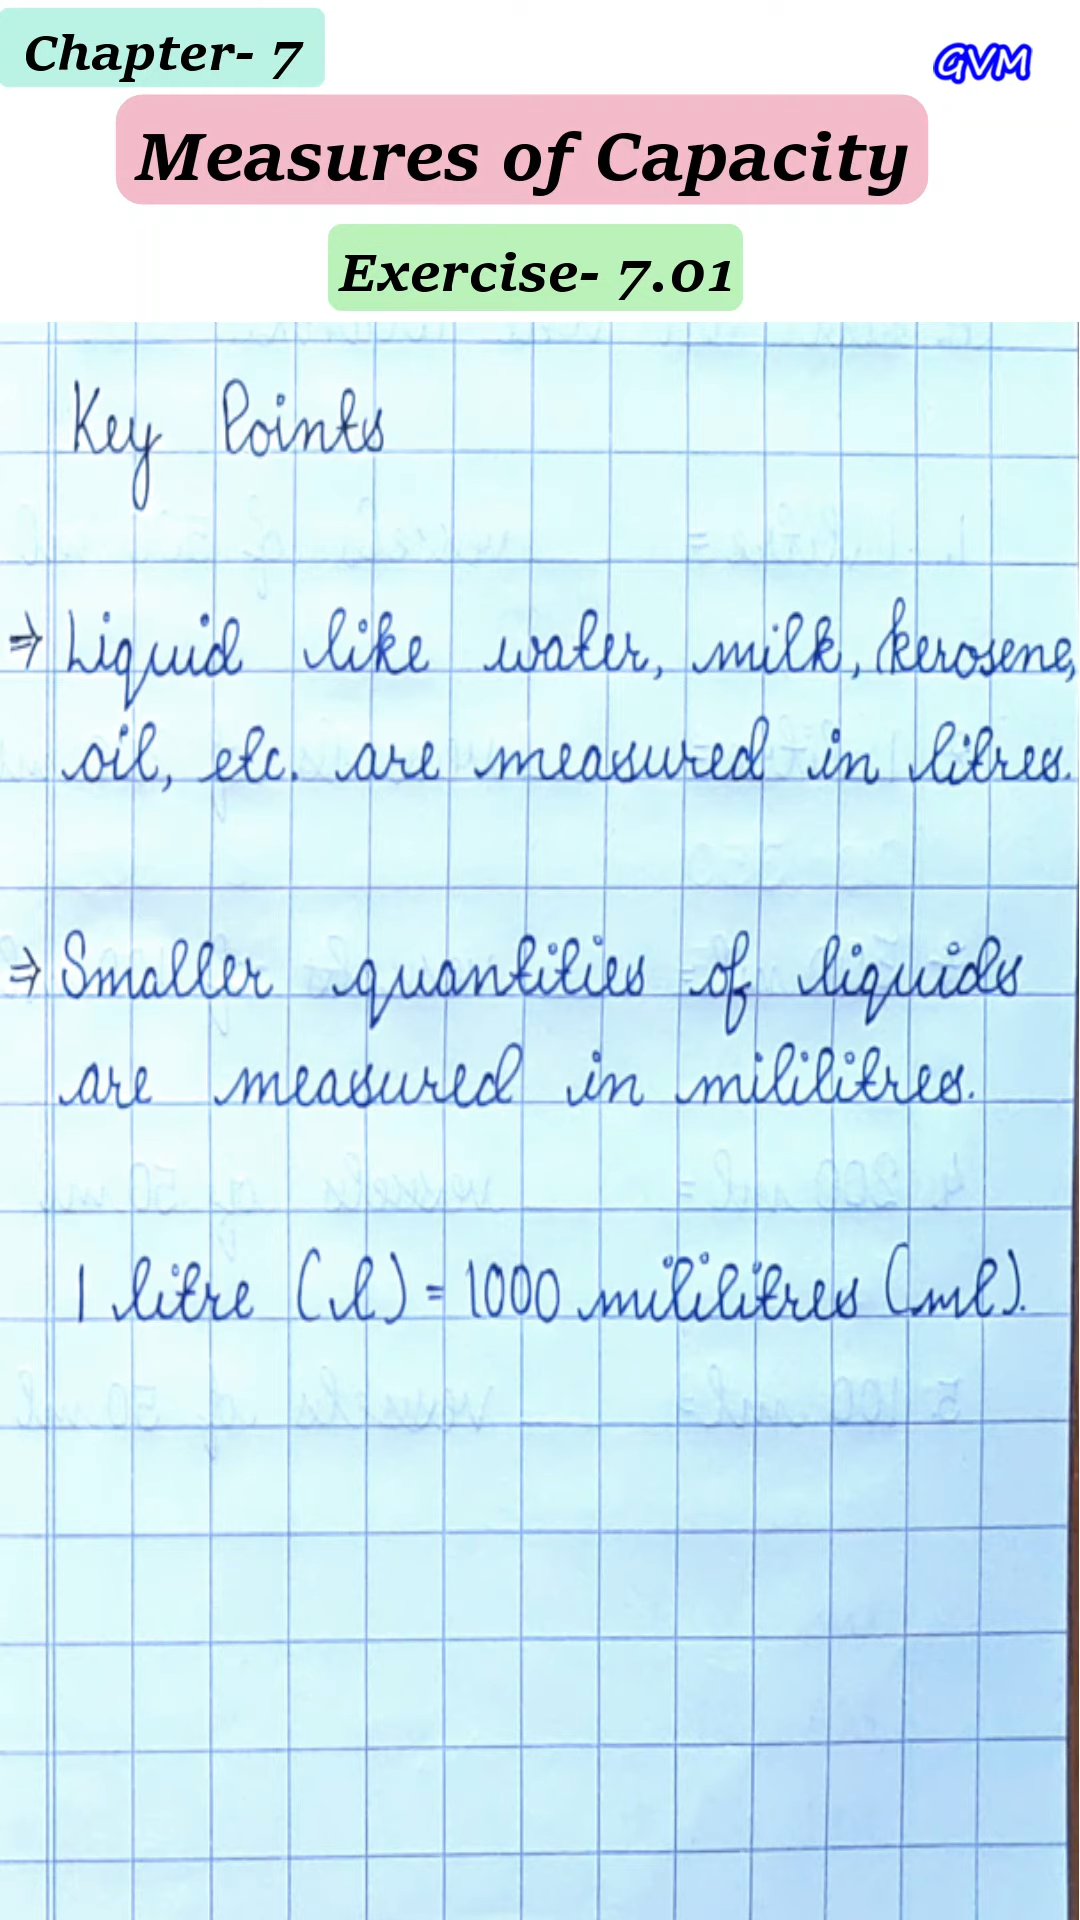 Chapter- 7
GVM
Measures of Capacity
Exercise- 7.01
Key Points
⇒ Liquid like water, milk, kerosene,
oil, etc. are measured in litres.
⇒ Smaller quantities of liquids
are measured in mililitres.
1 litre (l) = 1000 mililitres (ml).